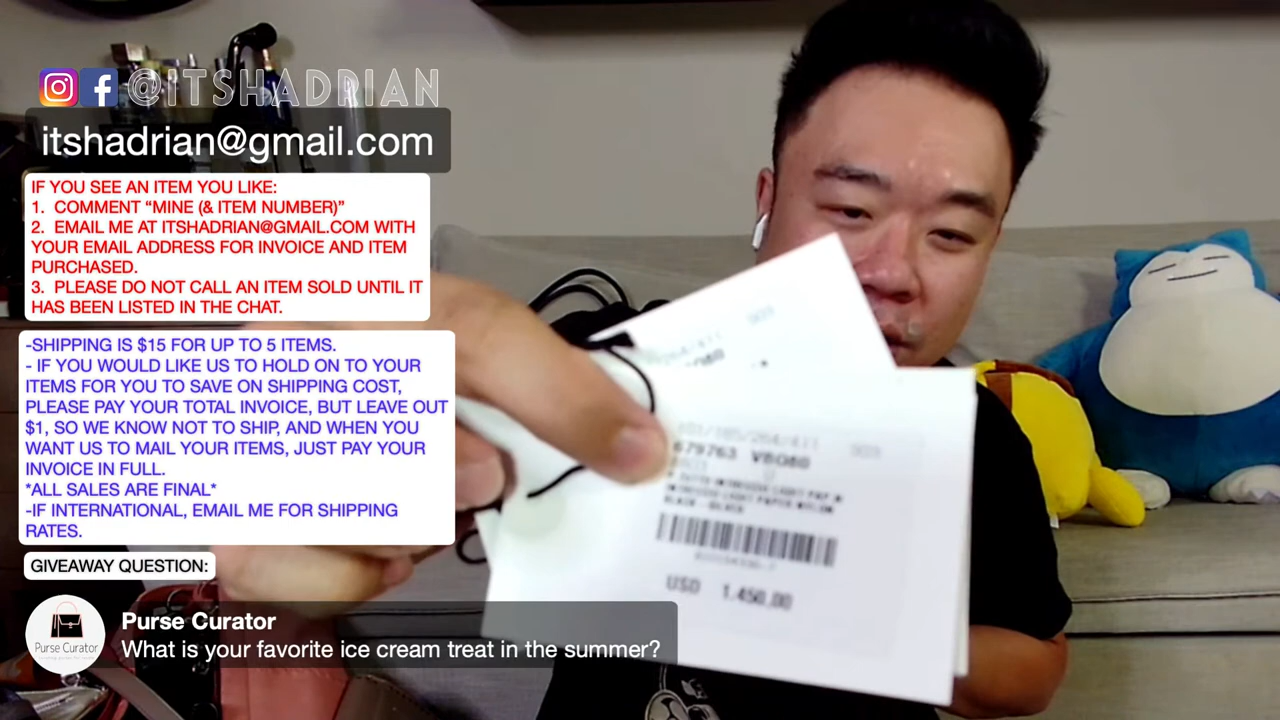 @ITSHADRIAN
itshadrian@gmail.com
IF YOU SEE AN ITEM YOU LIKE:
1. COMMENT “MINE (& ITEM NUMBER)”
2. EMAIL ME AT ITSHADRIAN@GMAIL.COM WITH
YOUR EMAIL ADDRESS FOR INVOICE AND ITEM
PURCHASED.
3. PLEASE DO NOT CALL AN ITEM SOLD UNTIL IT
HAS BEEN LISTED IN THE CHAT.
-SHIPPING IS $15 FOR UP TO 5 ITEMS.
- IF YOU WOULD LIKE US TO HOLD ON TO YOUR
ITEMS FOR YOU TO SAVE ON SHIPPING COST,
PLEASE PAY YOUR TOTAL INVOICE, BUT LEAVE OUT
$1, SO WE KNOW NOT TO SHIP, AND WHEN YOU
WANT US TO MAIL YOUR ITEMS, JUST PAY YOUR
INVOICE IN FULL.
*ALL SALES ARE FINAL*
-IF INTERNATIONAL, EMAIL ME FOR SHIPPING
RATES.
GIVEAWAY QUESTION:
Purse Curator
Purse Curator
What is your favorite ice cream treat in the summer?
679763
USD 1.450,00